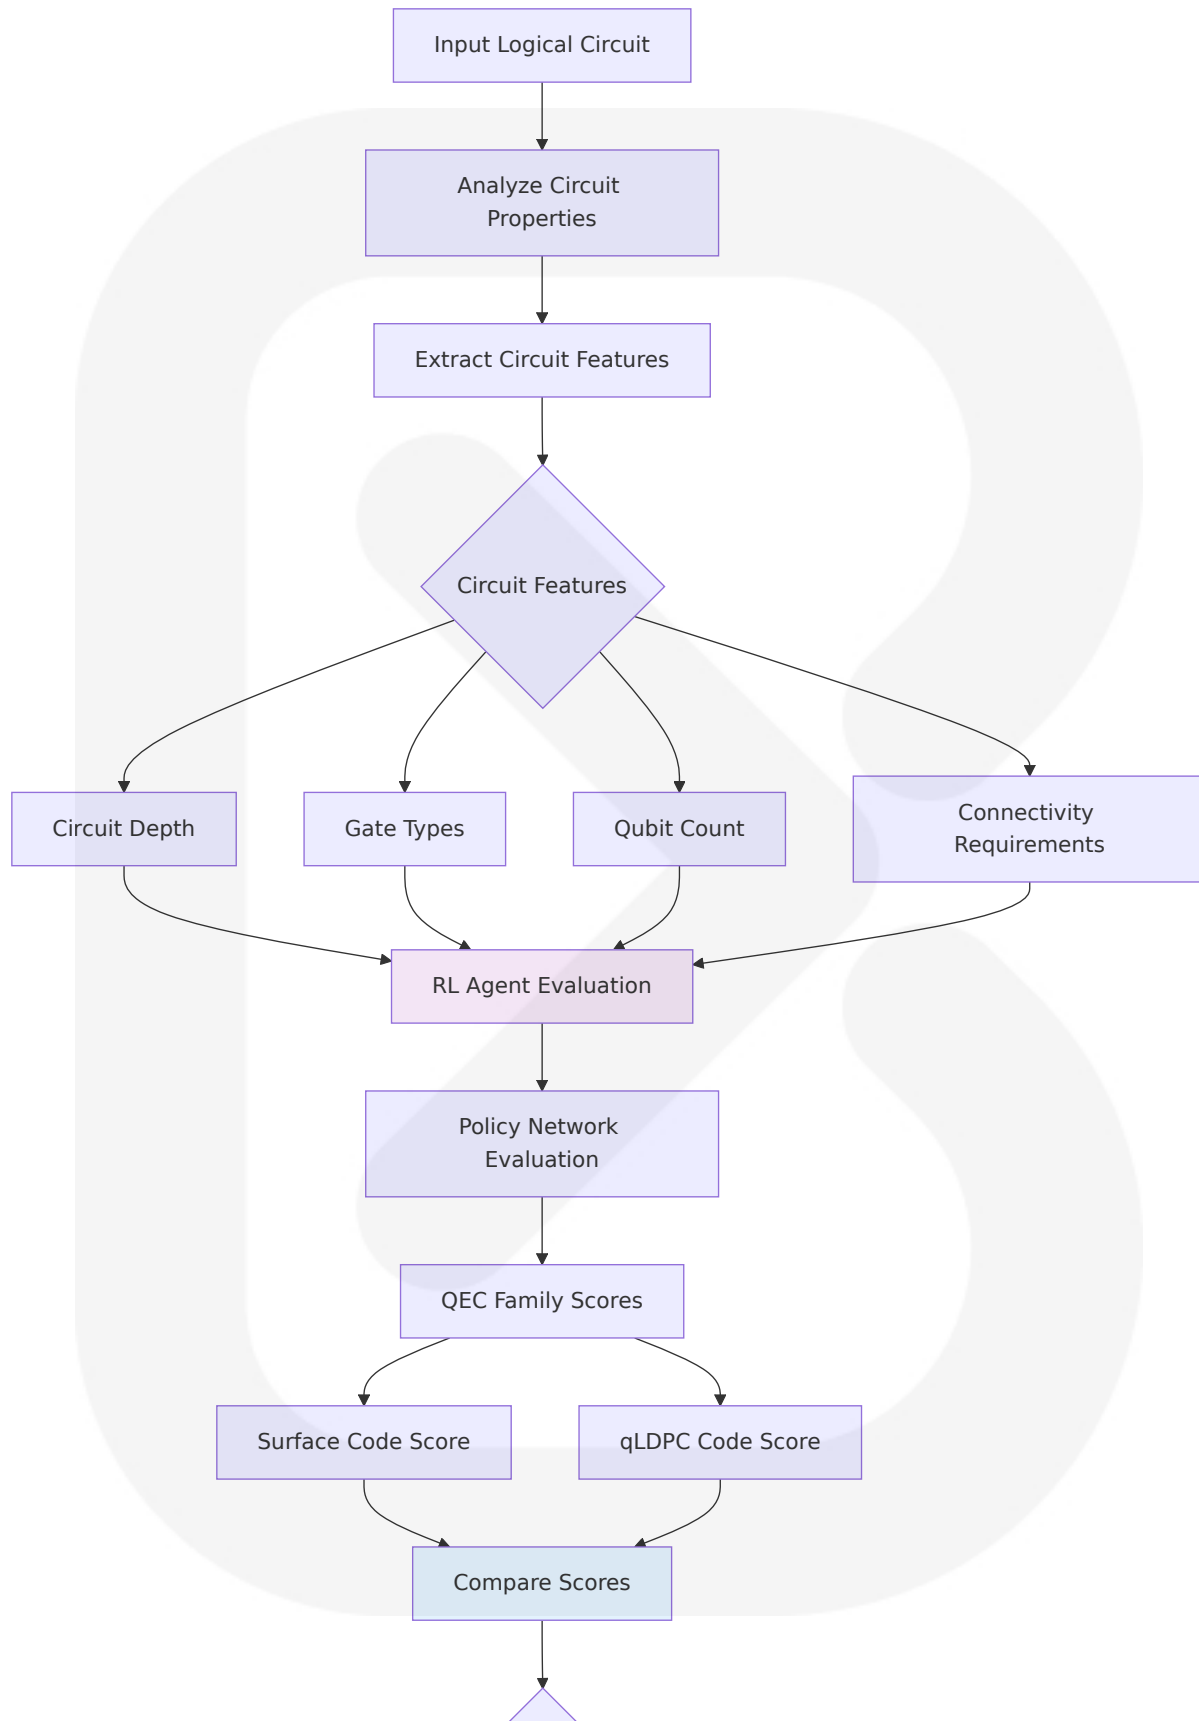 Input Logical Circuit
Analyze Circuit
Properties
Extract Circuit Features
Circuit Features
Circuit Depth
Gate Types
Qubit Count
Connectivity
Requirements
RL Agent Evaluation
Policy Network
Evaluation
QEC Family Scores
Surface Code Score
qLDPC Code Score
Compare Scores